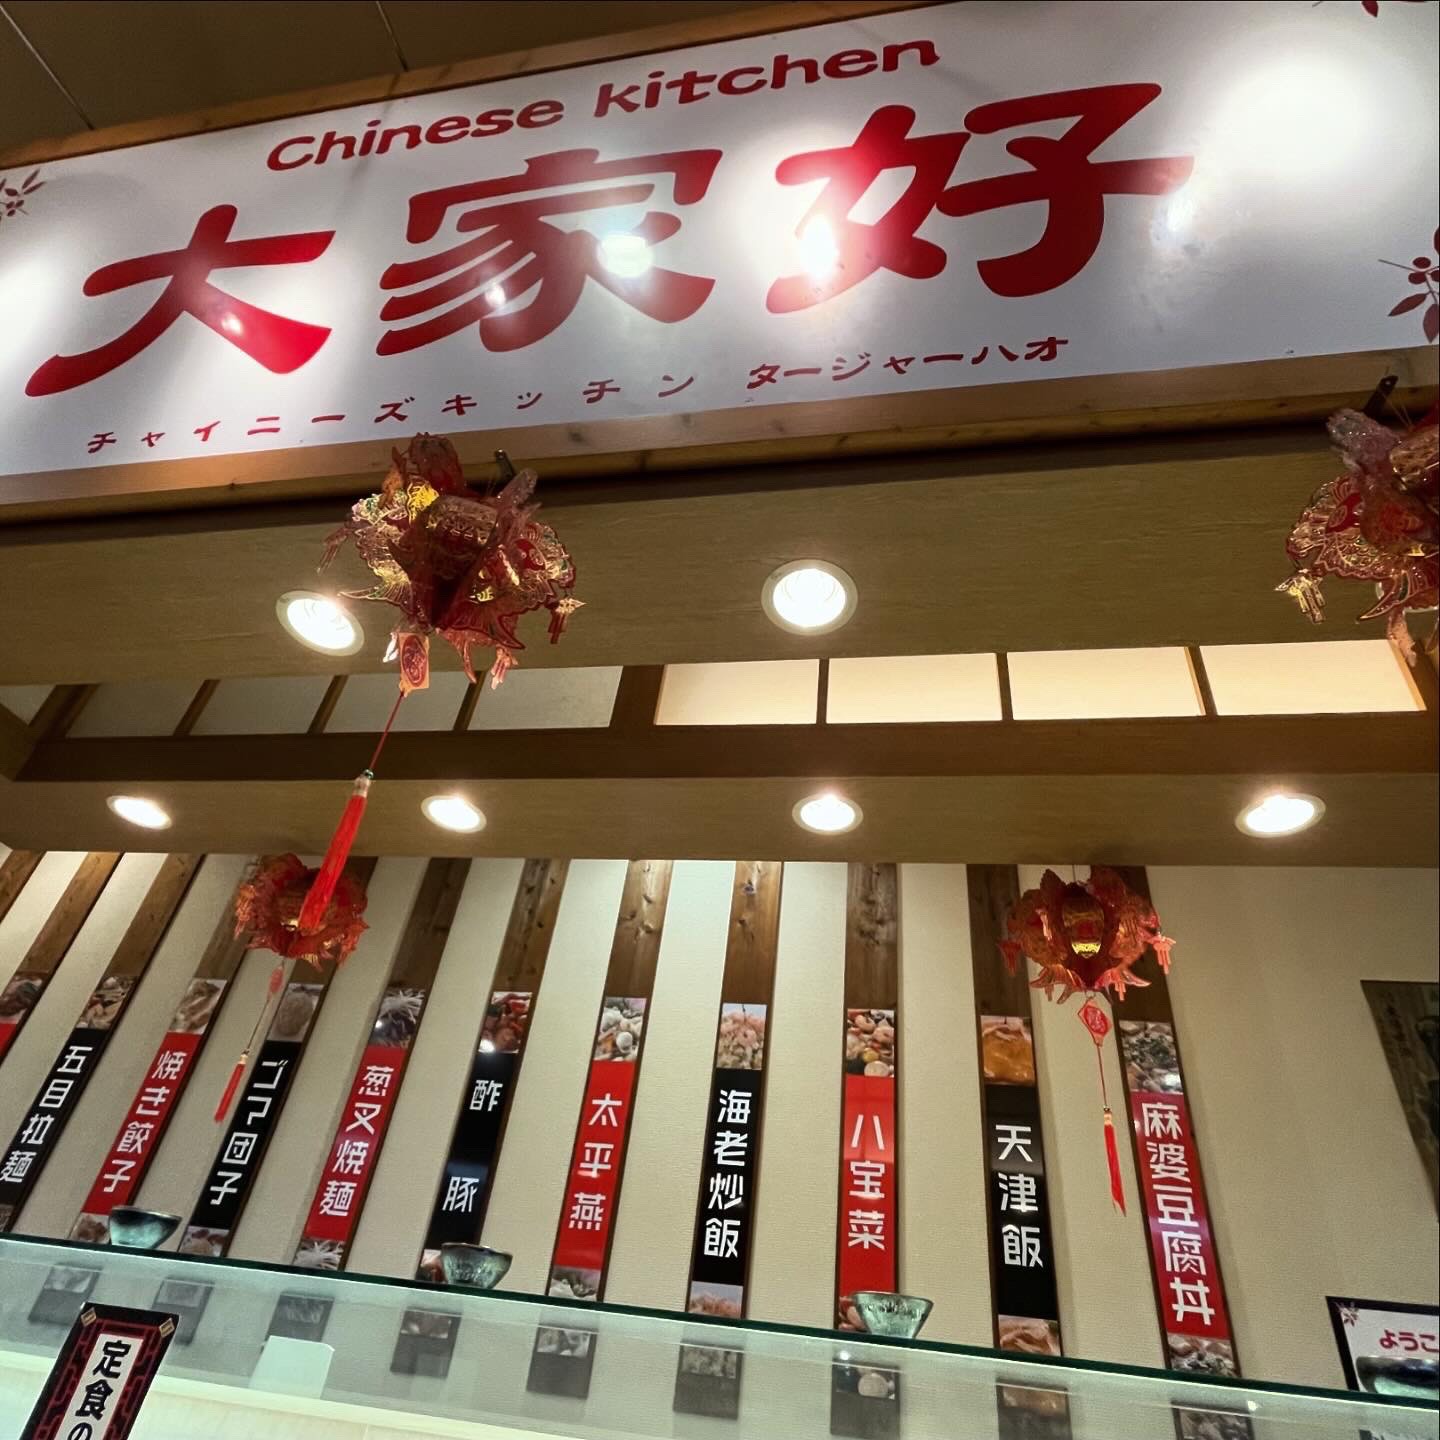 Chinese kitchen
大家好
チャイニーズキッチン タージャーハオ
五目拉麺
焼き餃子
ゴマ団子
葱叉焼麺
酢豚
太平燕
海老炒飯
八宝菜
天津飯
麻婆豆腐丼
定食の
ようこ